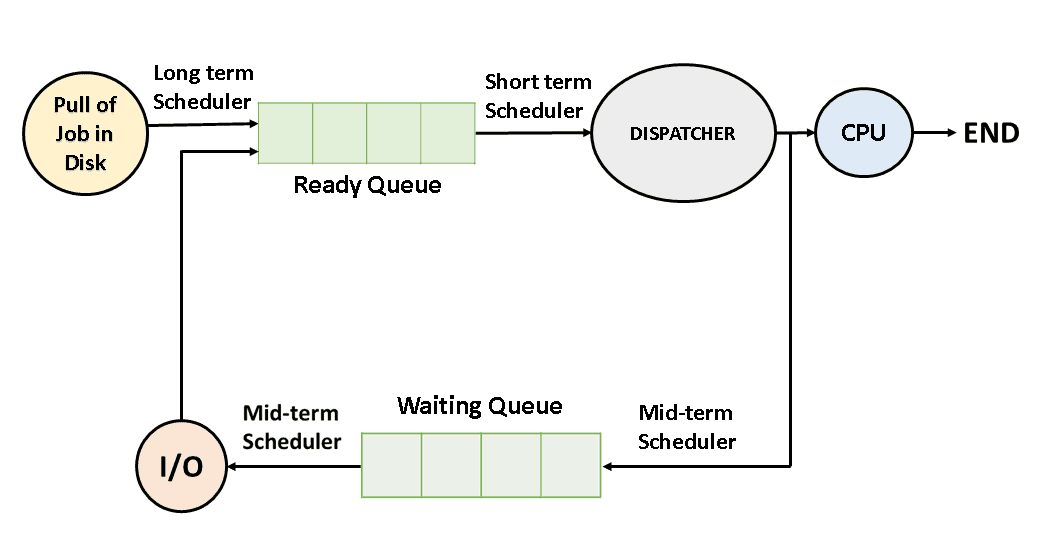 Pull of
Job in
Disk
Long term
Scheduler
Ready Queue
Short term
Scheduler
DISPATCHER
CPU
END
I/O
Mid-term
Scheduler
Waiting Queue
Mid-term
Scheduler